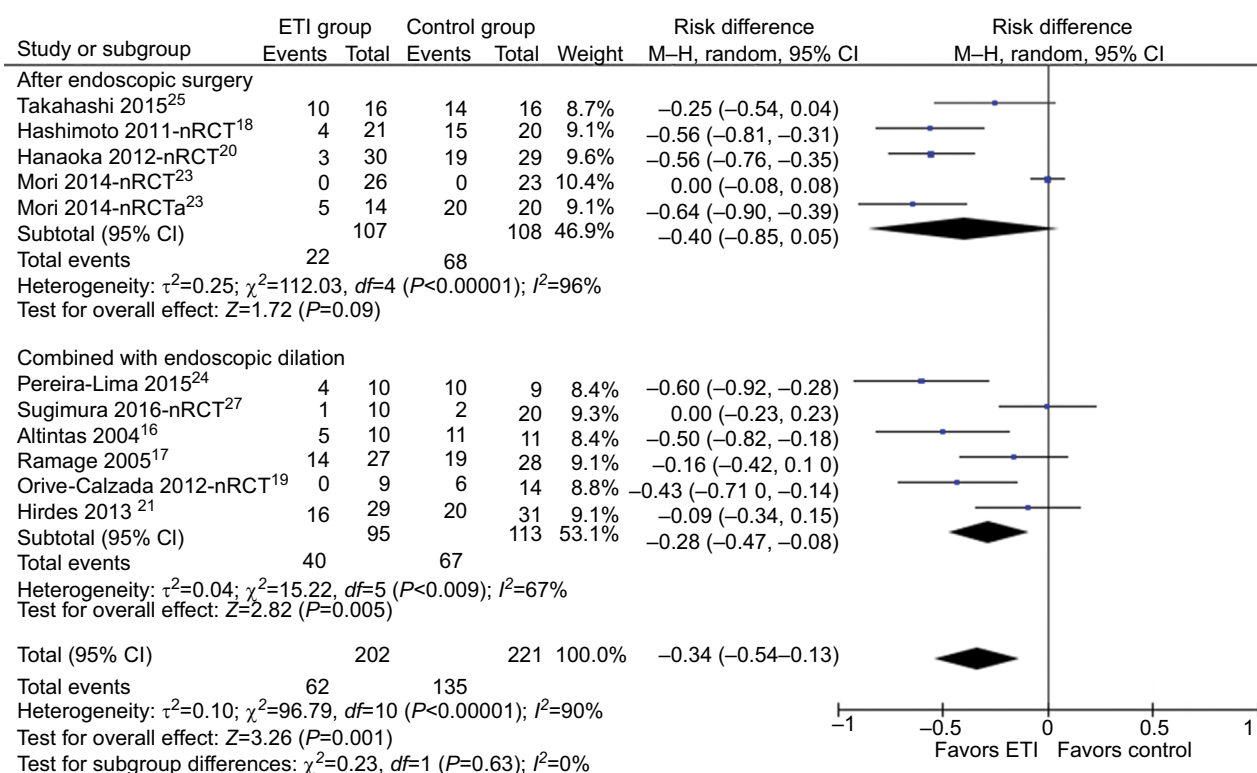 ETI group Control group Risk difference Risk difference
Study or subgroup Events Total Events Total Weight M–H, random, 95% CI M–H, random, 95% CI
After endoscopic surgery
Takahashi 2015²⁵ 10 16 14 16 8.7% –0.25 (–0.54, 0.04)
Hashimoto 2011-nRCT¹⁸ 4 21 15 20 9.1% –0.56 (–0.81, –0.31)
Hanaoka 2012-nRCT²⁰ 3 30 19 29 9.6% –0.56 (–0.76, –0.35)
Mori 2014-nRCT²³ 0 26 0 23 10.4% 0.00 (–0.08, 0.08)
Mori 2014-nRCTa²³ 5 14 20 20 9.1% –0.64 (–0.90, –0.39)
Subtotal (95% CI) 107 108 46.9% –0.40 (–0.85, 0.05)
Total events 22 68
Heterogeneity: τ²=0.25; χ²=112.03, df=4 (P<0.00001); I²=96%
Test for overall effect: Z=1.72 (P=0.09)
Combined with endoscopic dilation
Pereira-Lima 2015²⁴ 4 10 10 9 8.4% –0.60 (–0.92, –0.28)
Sugimura 2016-nRCT²⁷ 1 10 2 20 9.3% 0.00 (–0.23, 0.23)
Altintas 2004¹⁶ 5 10 11 11 8.4% –0.50 (–0.82, –0.18)
Ramage 2005¹⁷ 14 27 19 28 9.1% –0.16 (–0.42, 0.1 0)
Orive-Calzada 2012-nRCT¹⁹ 0 9 6 14 8.8% –0.43 (–0.71 0, –0.14)
Hirdes 2013 ²¹ 16 29 20 31 9.1% –0.09 (–0.34, 0.15)
Subtotal (95% CI) 95 113 53.1% –0.28 (–0.47, –0.08)
Total events 40 67
Heterogeneity: τ²=0.04; χ²=15.22, df=5 (P<0.009); I²=67%
Test for overall effect: Z=2.82 (P=0.005)
Total (95% CI) 202 221 100.0% –0.34 (–0.54–0.13)
Total events 62 135
Heterogeneity: τ²=0.10; χ²=96.79, df=10 (P<0.00001); I²=90%
Test for overall effect: Z=3.26 (P=0.001)
Test for subgroup differences: χ²=0.23, df=1 (P=0.63); I²=0%
–1 –0.5 0 0.5 1
Favors ETI Favors control